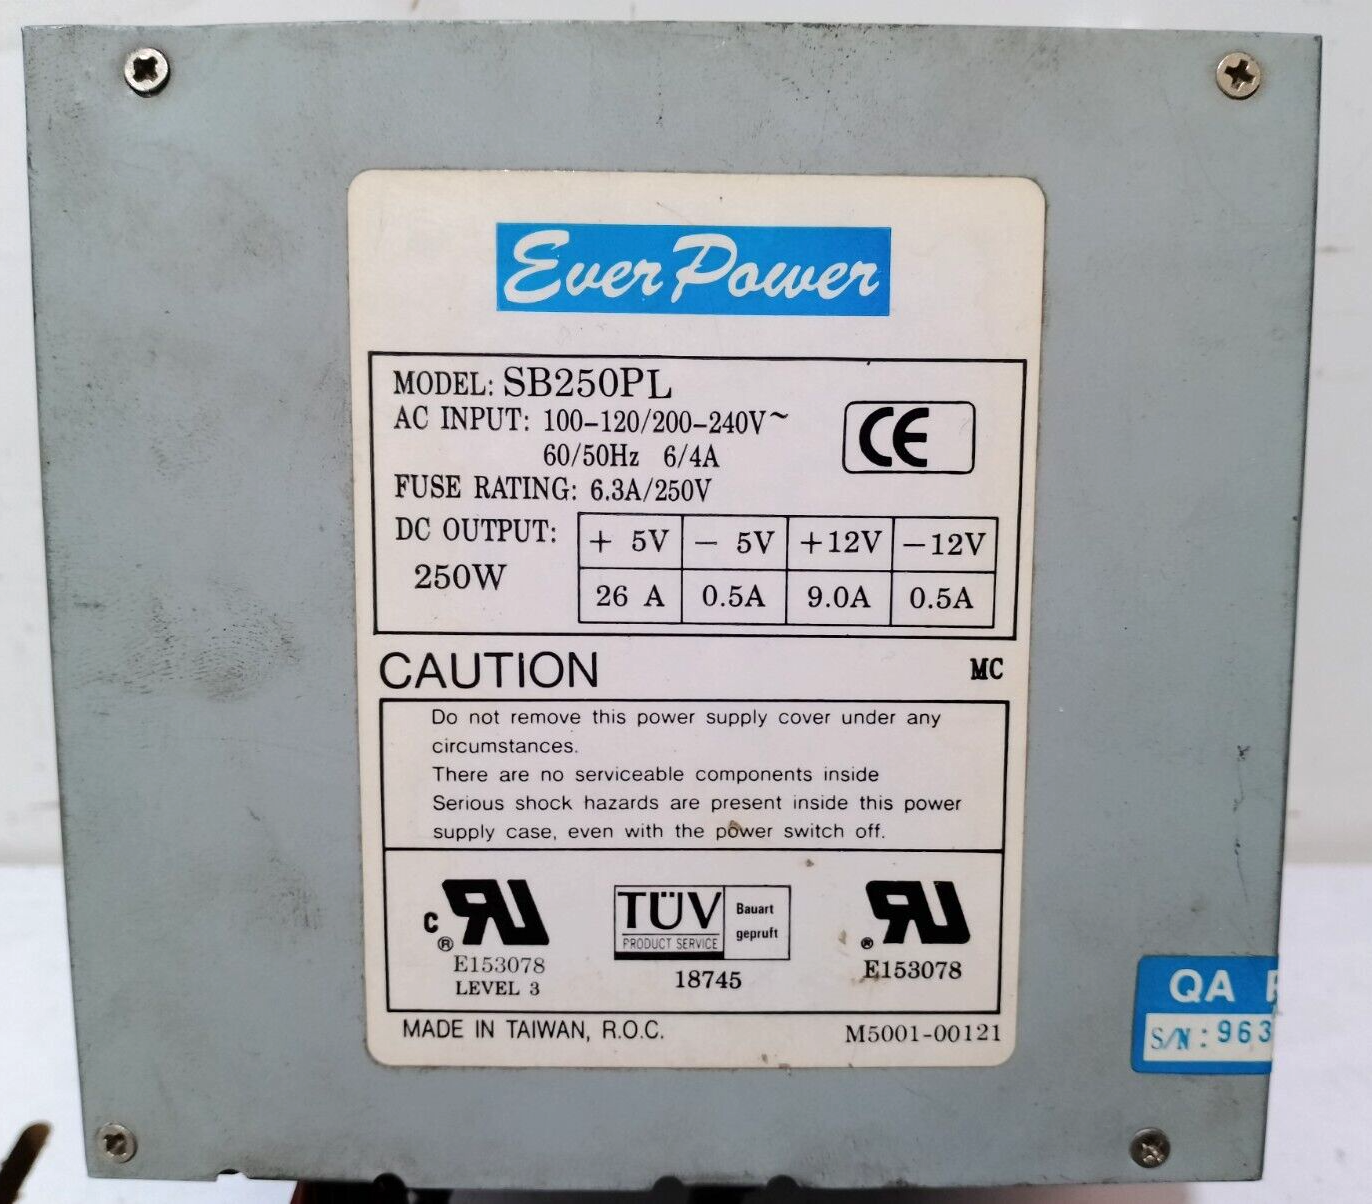 Ever Power
MODEL: SB250PL
AC INPUT: 100-120/200-240V~
60/50Hz 6/4A
FUSE RATING: 6.3A/250V
DC OUTPUT:
250W
+ 5V - 5V +12V -12V
26 A 0.5A 9.0A 0.5A
CE
CAUTION MC
Do not remove this power supply cover under any
circumstances.
There are no serviceable components inside
Serious shock hazards are present inside this power
supply case, even with the power switch off.
C RU ®
E153078
LEVEL 3
TÜV
PRODUCT SERVICE
Bauart
geprüft
18745
RU ®
E153078
MADE IN TAIWAN, R.O.C. M5001-00121
QA
S/N: 963